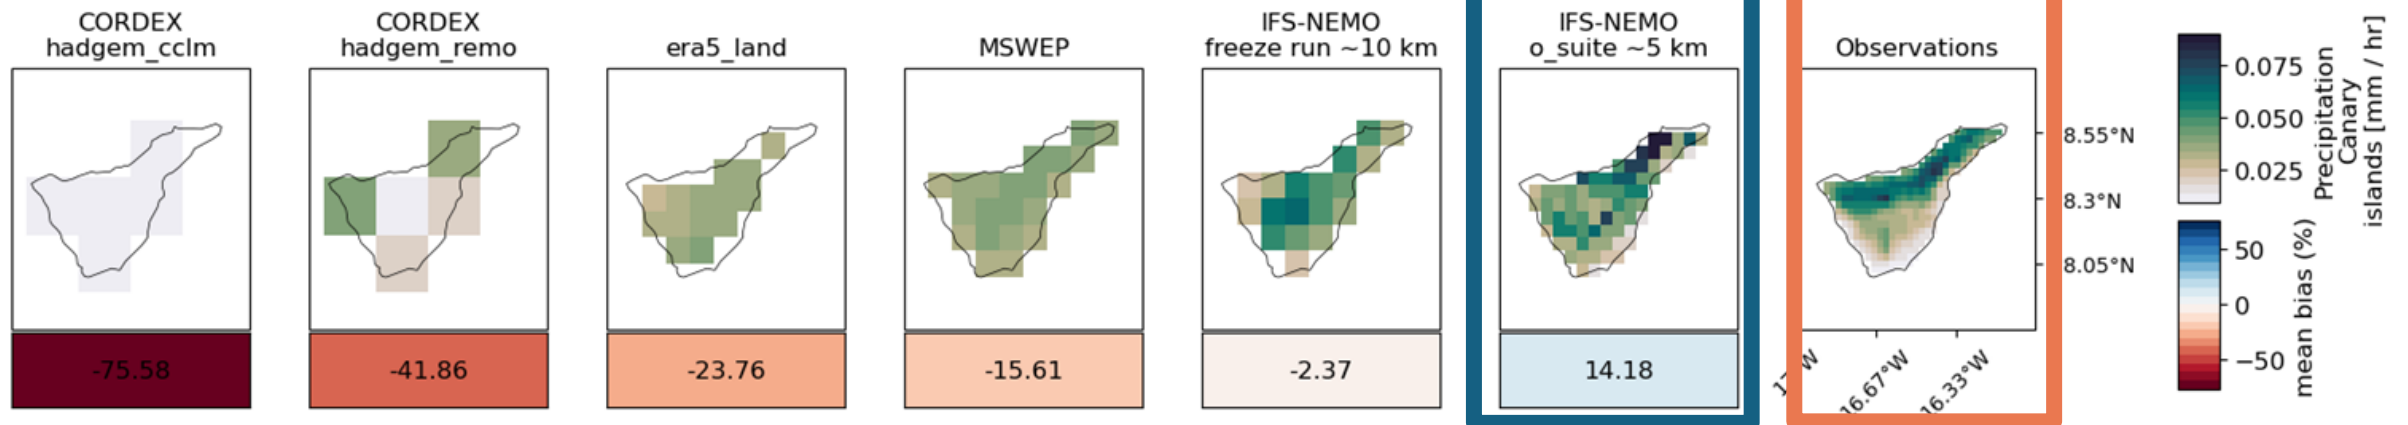 CORDEX
hadgem_cclm
CORDEX
hadgem_remo
era5_land
MSWEP
IFS-NEMO
freeze run ~10 km
IFS-NEMO
o_suite ~5 km
Observations
-75.58
-41.86
-23.76
-15.61
-2.37
14.18
8.55°N
8.3°N
8.05°N
16.67°W
16.33°W
0.075
0.050
0.025
Precipitation
Canary
islands [mm / hr]
50
0
−50
mean bias (%)